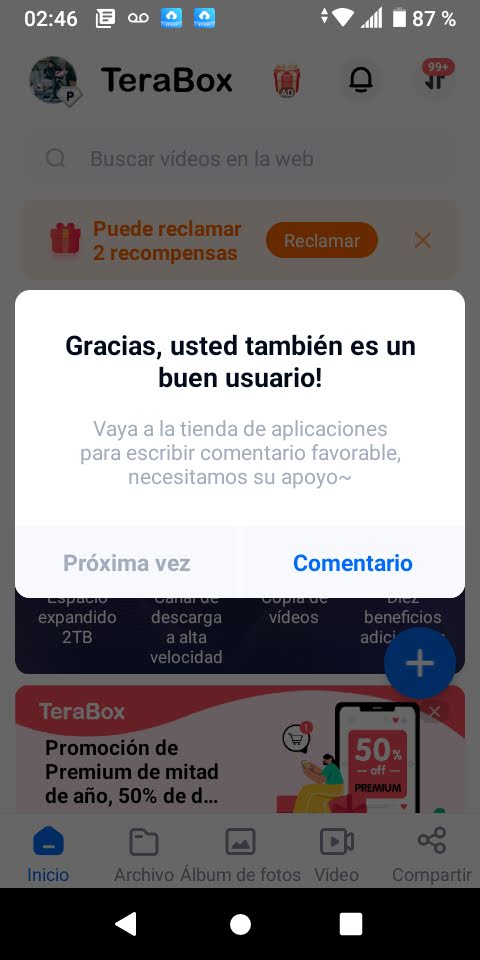 02:46
87 %
P
TeraBox
AD
99+
Buscar vídeos en la web
Puede reclamar
2 recompensas
Reclamar
Gracias, usted también es un
buen usuario!
Vaya a la tienda de aplicaciones
para escribir comentario favorable,
necesitamos su apoyo~
Próxima vez
Comentario
Espacio
expandido
2TB
Canal de
descarga
a alta
velocidad
Copia de
vídeos
Diez
beneficios
TeraBox
Promoción de
Premium de mitad
de año, 50% de d...
1
50%
off
PREMIUM
Inicio
Archivo
Álbum de fotos
Vídeo
Compartir